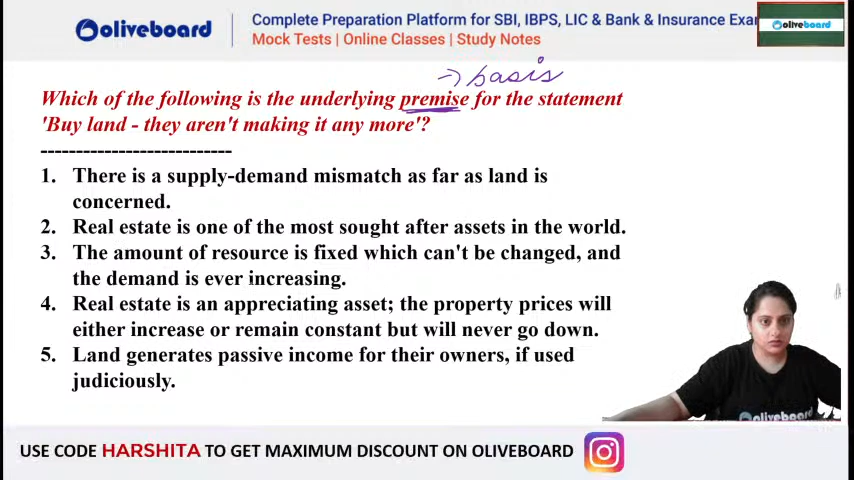 oliveboard
Complete Preparation Platform for SBI, IBPS, LIC & Bank & Insurance Exa
Mock Tests | Online Classes | Study Notes
oliveboard
→ basis
Which of the following is the underlying premise for the statement
'Buy land - they aren't making it any more'?
---------------------------
1. There is a supply-demand mismatch as far as land is
concerned.
2. Real estate is one of the most sought after assets in the world.
3. The amount of resource is fixed which can't be changed, and
the demand is ever increasing.
4. Real estate is an appreciating asset; the property prices will
either increase or remain constant but will never go down.
5. Land generates passive income for their owners, if used
judiciously.
oliveboard
USE CODE HARSHITA TO GET MAXIMUM DISCOUNT ON OLIVEBOARD